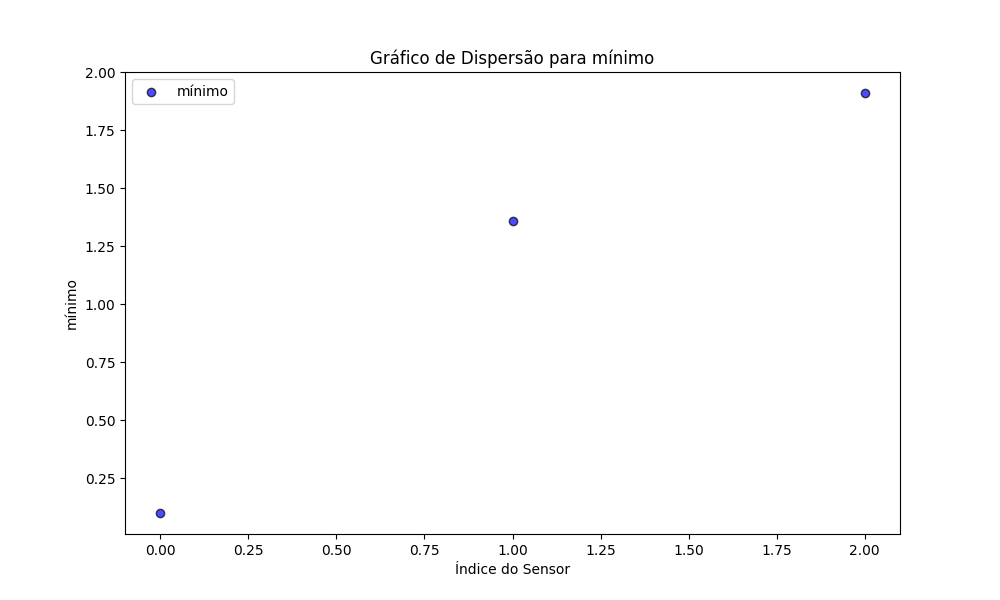 Gráfico de Dispersão para mínimo
mínimo
2.00
1.75
1.50
1.25
1.00
0.75
0.50
0.25
mínimo
0.00 0.25 0.50 0.75 1.00 1.25 1.50 1.75 2.00
Índice do Sensor